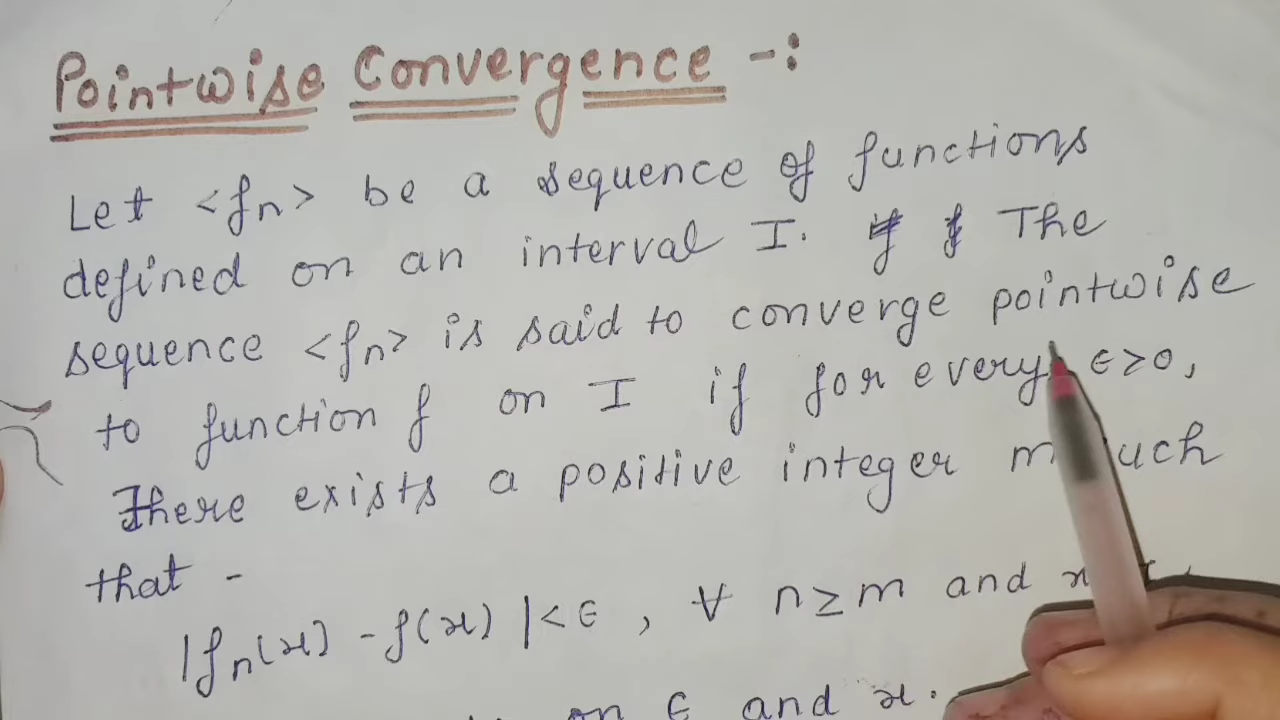 Pointwise Convergence -:
Let <fn> be a sequence of functions
defined on an interval I. The
sequence <fn> is said to converge pointwise
to function f on I if for every ϵ>0,
There exists a positive integer m such
that -
|fn(x) - f(x)|<ϵ, ∀ n≥m and x
on ϵ and x.